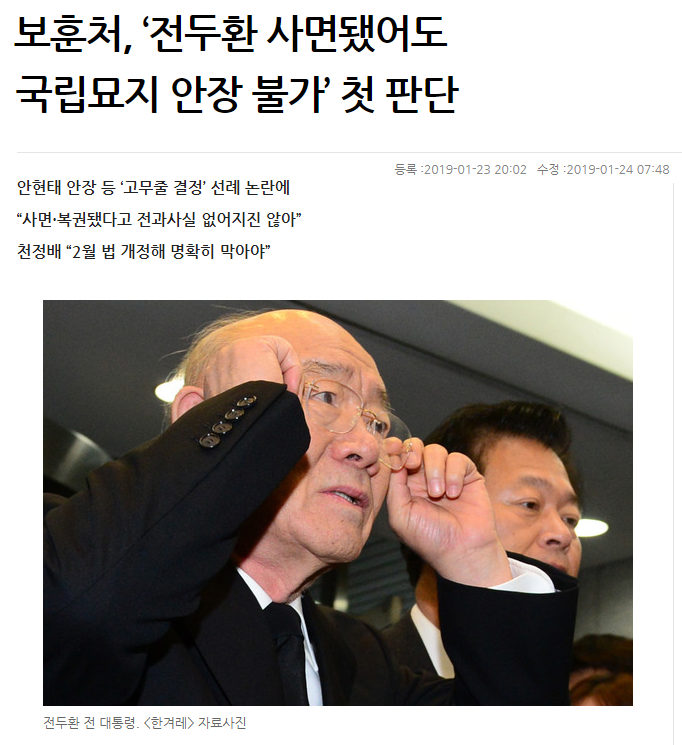 보훈처, ‘전두환 사면됐어도
국립묘지 안장 불가’ 첫 판단
등록 :2019-01-23 20:02 수정 :2019-01-24 07:48
안현태 안장 등 ‘고무줄 결정’ 선례 논란에
“사면·복권됐다고 전과사실 없어지진 않아”
천정배 “2월 법 개정해 명확히 막아야”
전두환 전 대통령. <한겨레> 자료사진